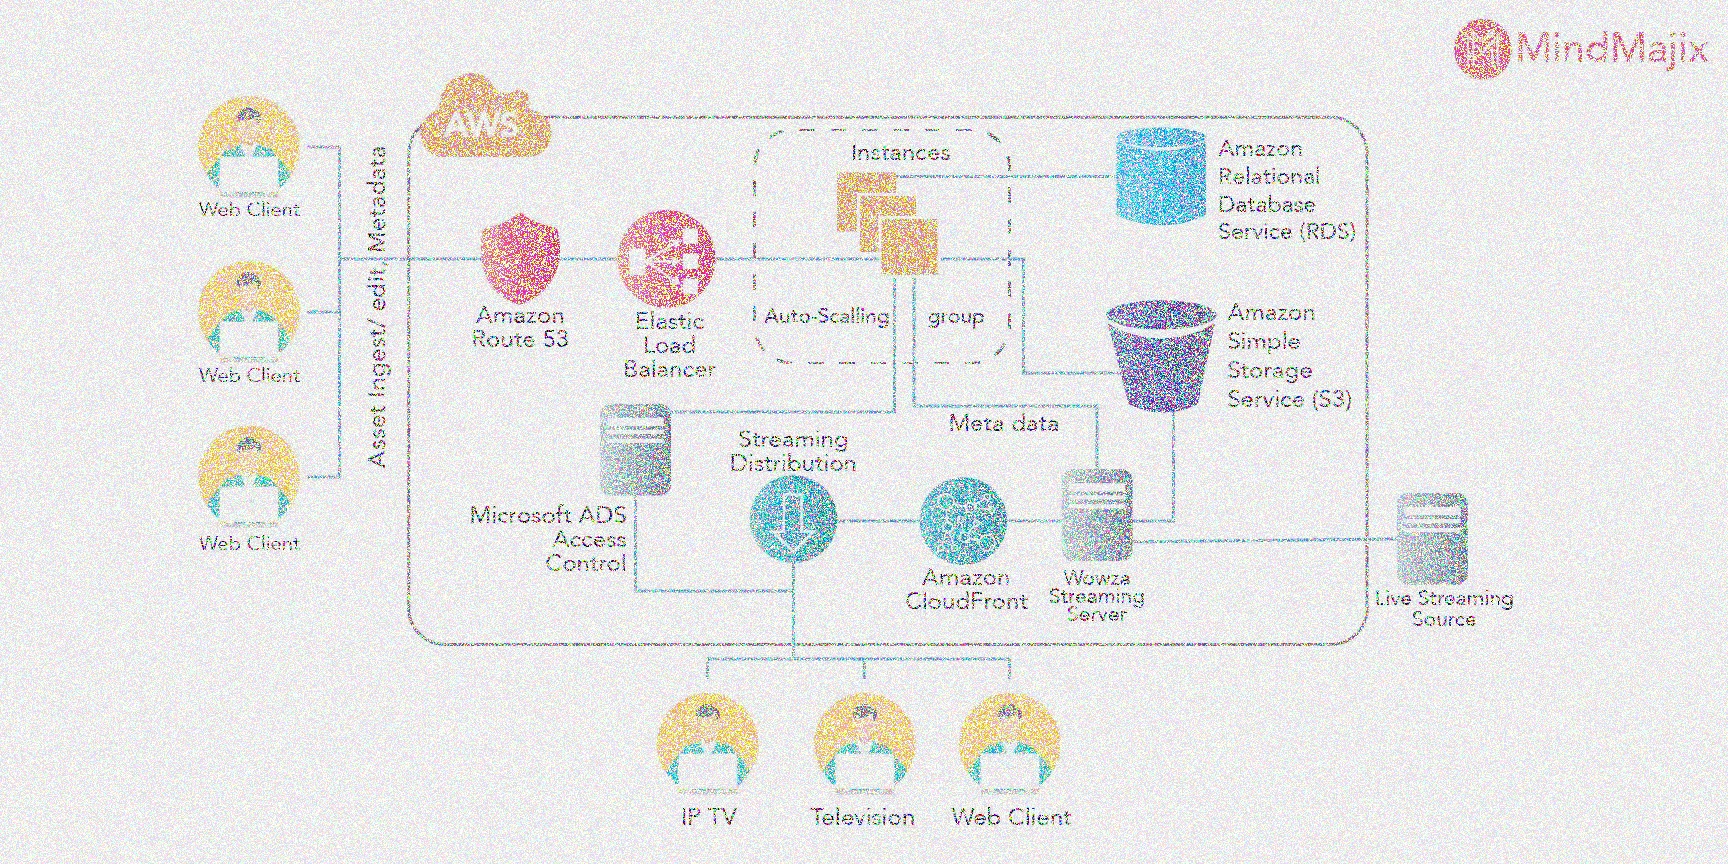 MindMajix
AWS
Web Client
Web Client
Web Client
Asset Ingest/ edit, Metadata
Instances
Auto-Scalling group
Amazon
Route 53
Elastic
Load
Balancer
Amazon
Relational
Database
Service (RDS)
Amazon
Simple
Storage
Service (S3)
Meta data
Streaming
Distribution
Microsoft ADS
Access
Control
Amazon
CloudFront
Wowza
Streaming
Server
Live Streaming
Source
IP TV
Television
Web Client